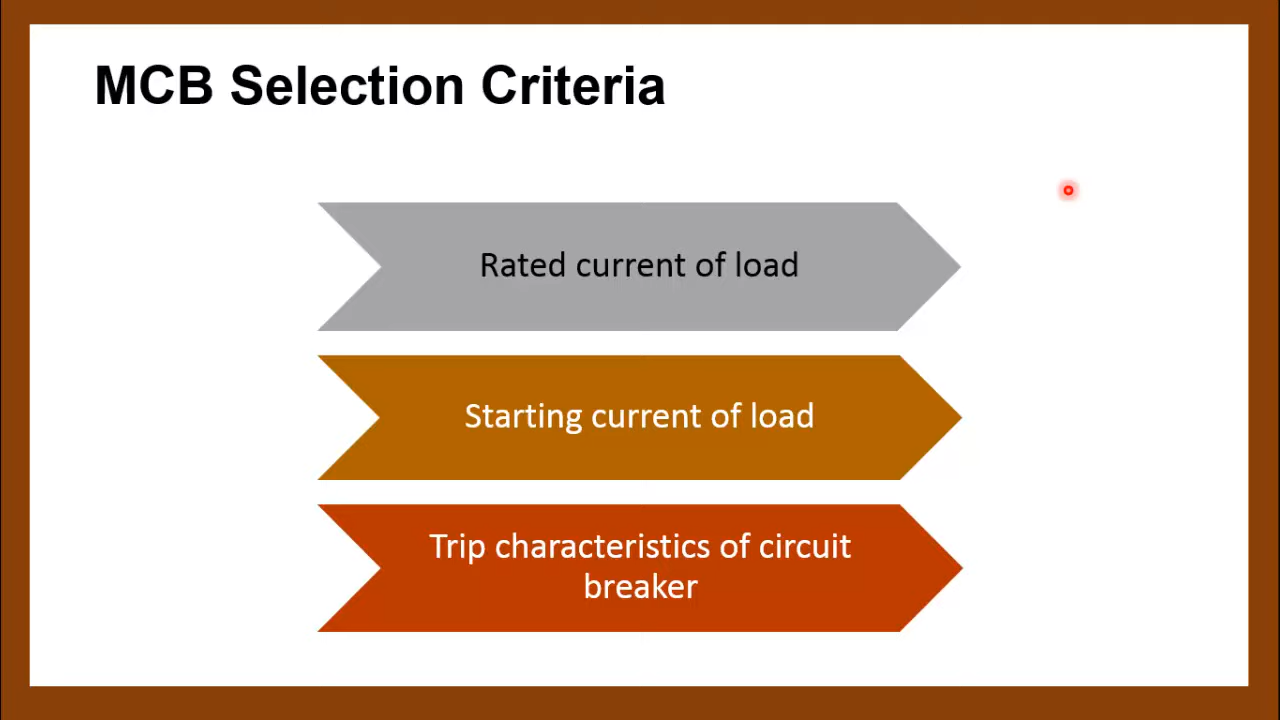 MCB Selection Criteria
Rated current of load
Starting current of load
Trip characteristics of circuit
breaker